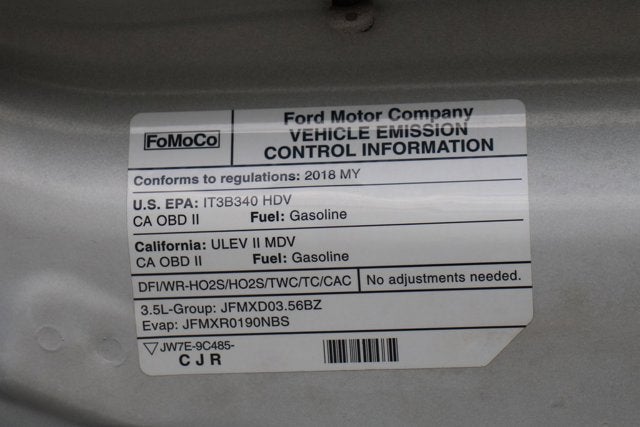 FoMoCo
Ford Motor Company
VEHICLE EMISSION
CONTROL INFORMATION
Conforms to regulations: 2018 MY
U.S. EPA: IT3B340 HDV
CA OBD II Fuel: Gasoline
California: ULEV II MDV
CA OBD II Fuel: Gasoline
DFI/WR-HO2S/HO2S/TWC/TC/CAC
No adjustments needed.
3.5L-Group: JFMXD03.56BZ
Evap: JFMXR0190NBS
JW7E-9C485-
C J R